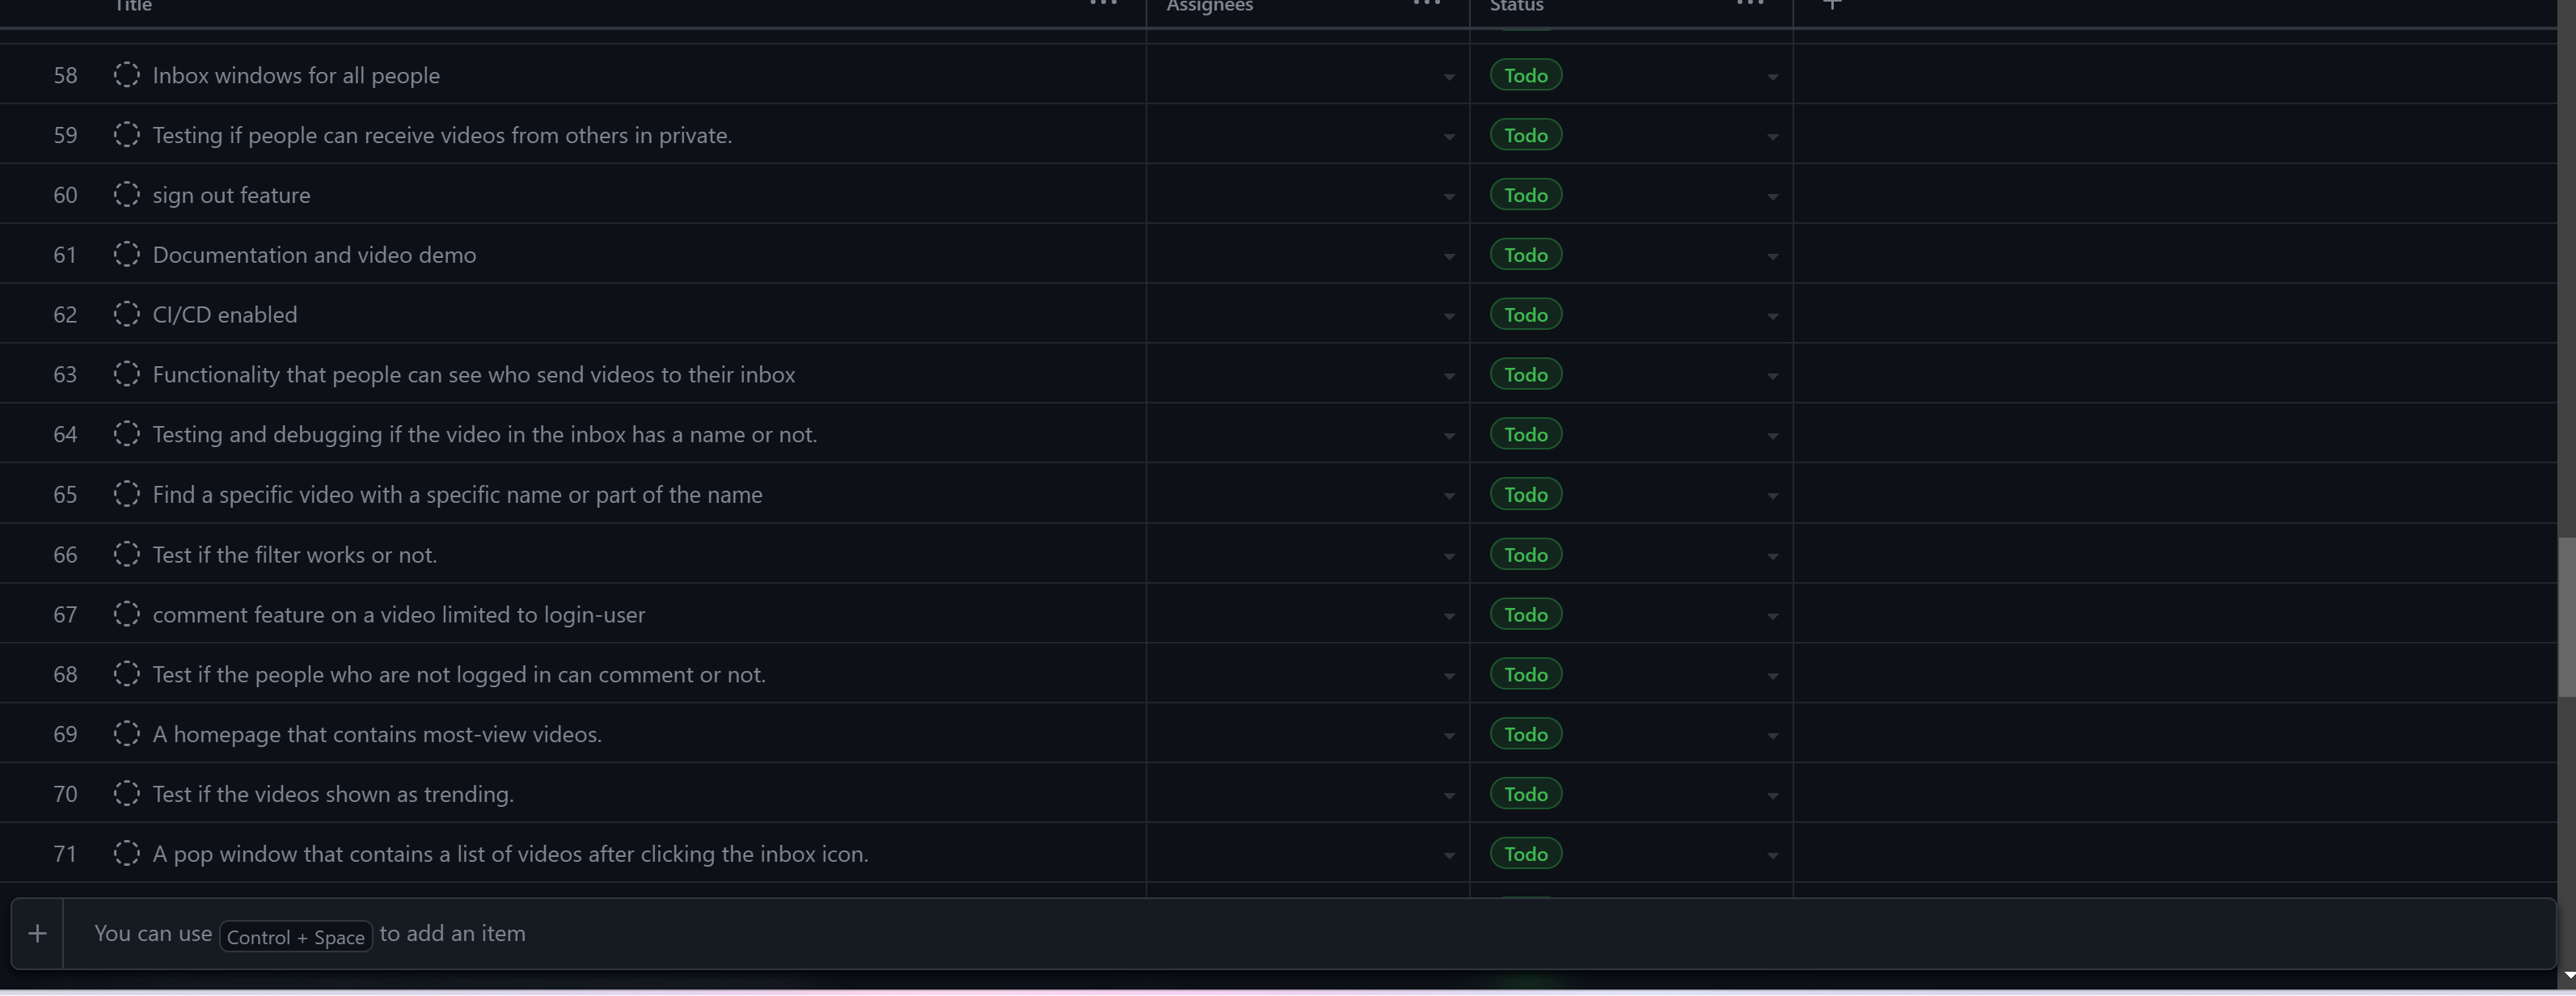 Title Assignees Status
58 Inbox windows for all people Todo
59 Testing if people can receive videos from others in private. Todo
60 sign out feature Todo
61 Documentation and video demo Todo
62 CI/CD enabled Todo
63 Functionality that people can see who send videos to their inbox Todo
64 Testing and debugging if the video in the inbox has a name or not. Todo
65 Find a specific video with a specific name or part of the name Todo
66 Test if the filter works or not. Todo
67 comment feature on a video limited to login-user Todo
68 Test if the people who are not logged in can comment or not. Todo
69 A homepage that contains most-view videos. Todo
70 Test if the videos shown as trending. Todo
71 A pop window that contains a list of videos after clicking the inbox icon. Todo
You can use Control + Space to add an item